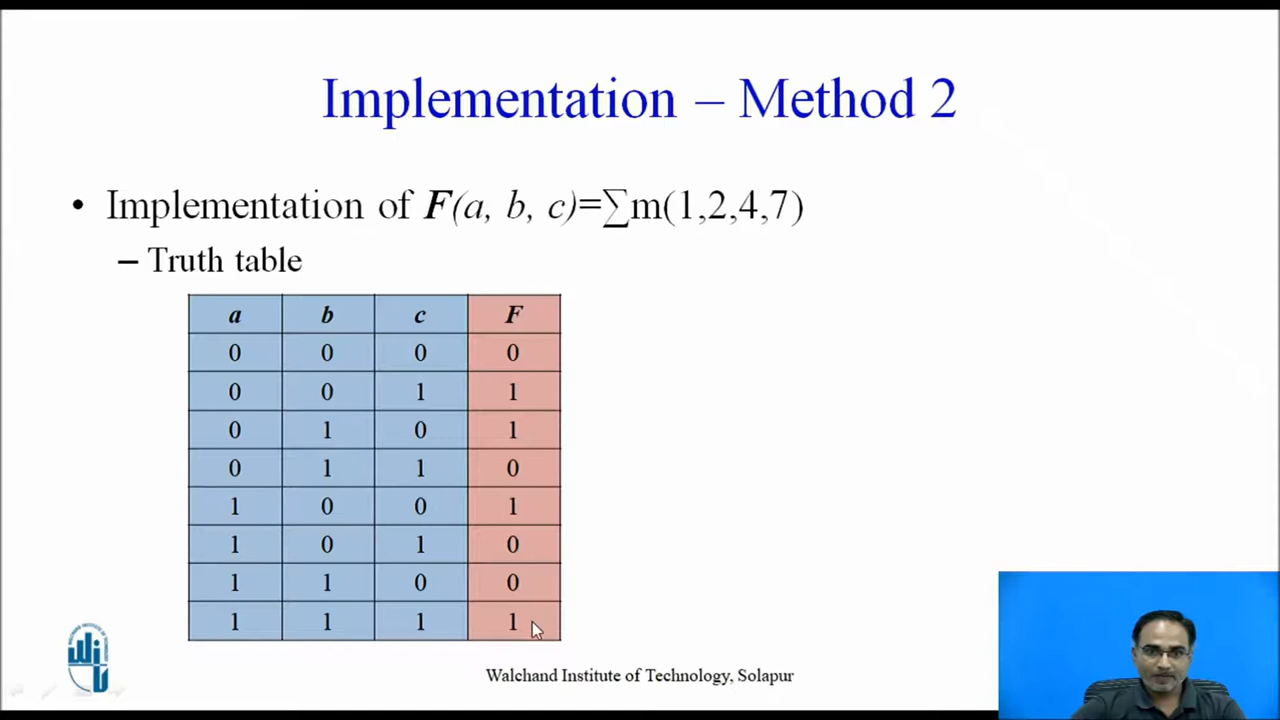 Implementation – Method 2
• Implementation of F(a, b, c)=∑m(1,2,4,7)
– Truth table
a b c F
0 0 0 0
0 0 1 1
0 1 0 1
0 1 1 0
1 0 0 1
1 0 1 0
1 1 0 0
1 1 1 1
Walchand Institute of Technology, Solapur